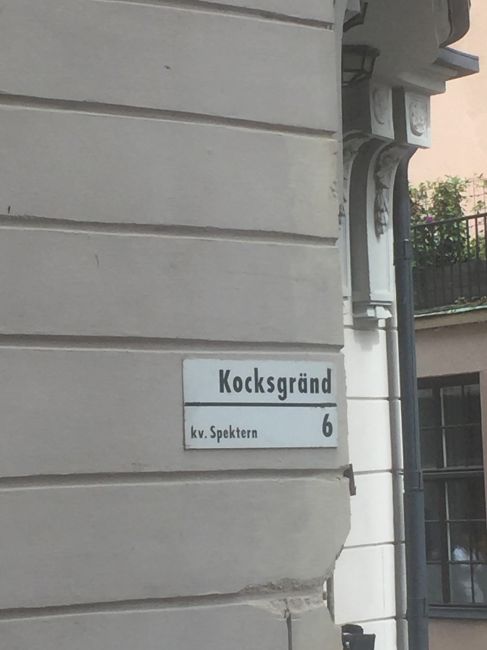 Kocksgränd
6
kv. Spektern